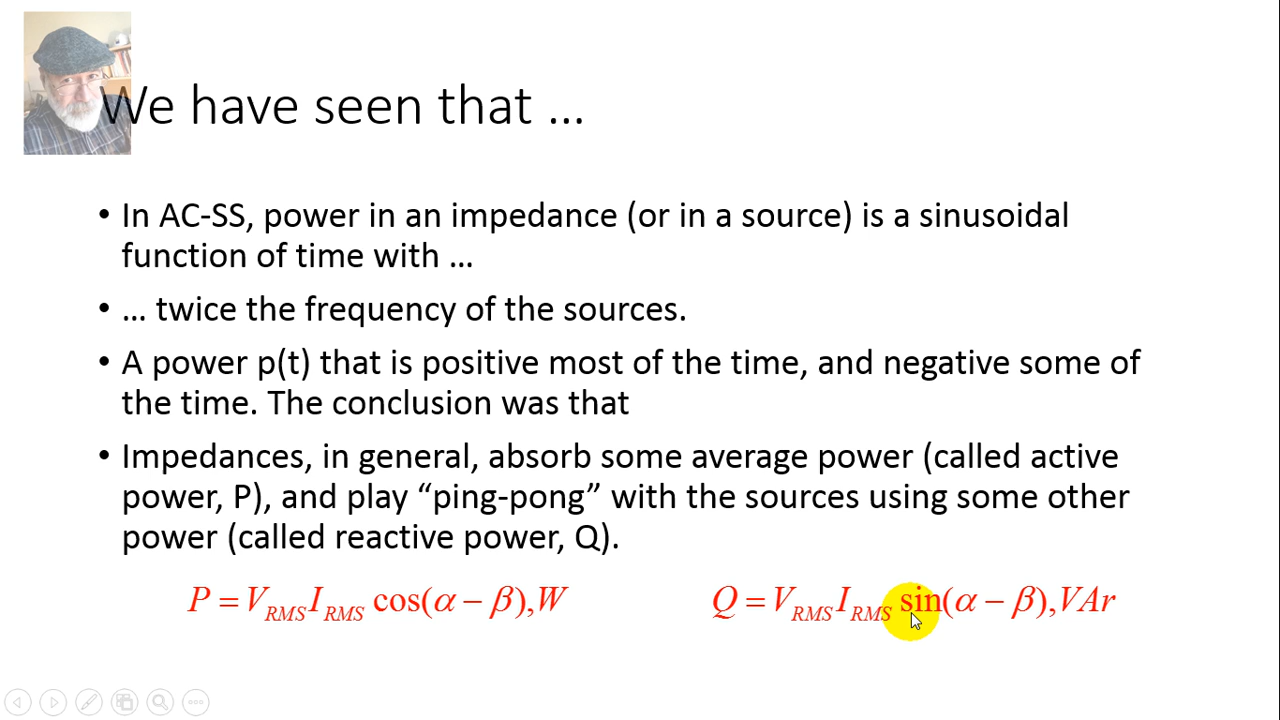 We have seen that ...
• In AC-SS, power in an impedance (or in a source) is a sinusoidal
function of time with ...
• ... twice the frequency of the sources.
• A power p(t) that is positive most of the time, and negative some of
the time. The conclusion was that
• Impedances, in general, absorb some average power (called active
power, P), and play “ping-pong” with the sources using some other
power (called reactive power, Q).
P = V_RMS I_RMS cos(α − β), W
Q = V_RMS I_RMS sin(α − β), VAr